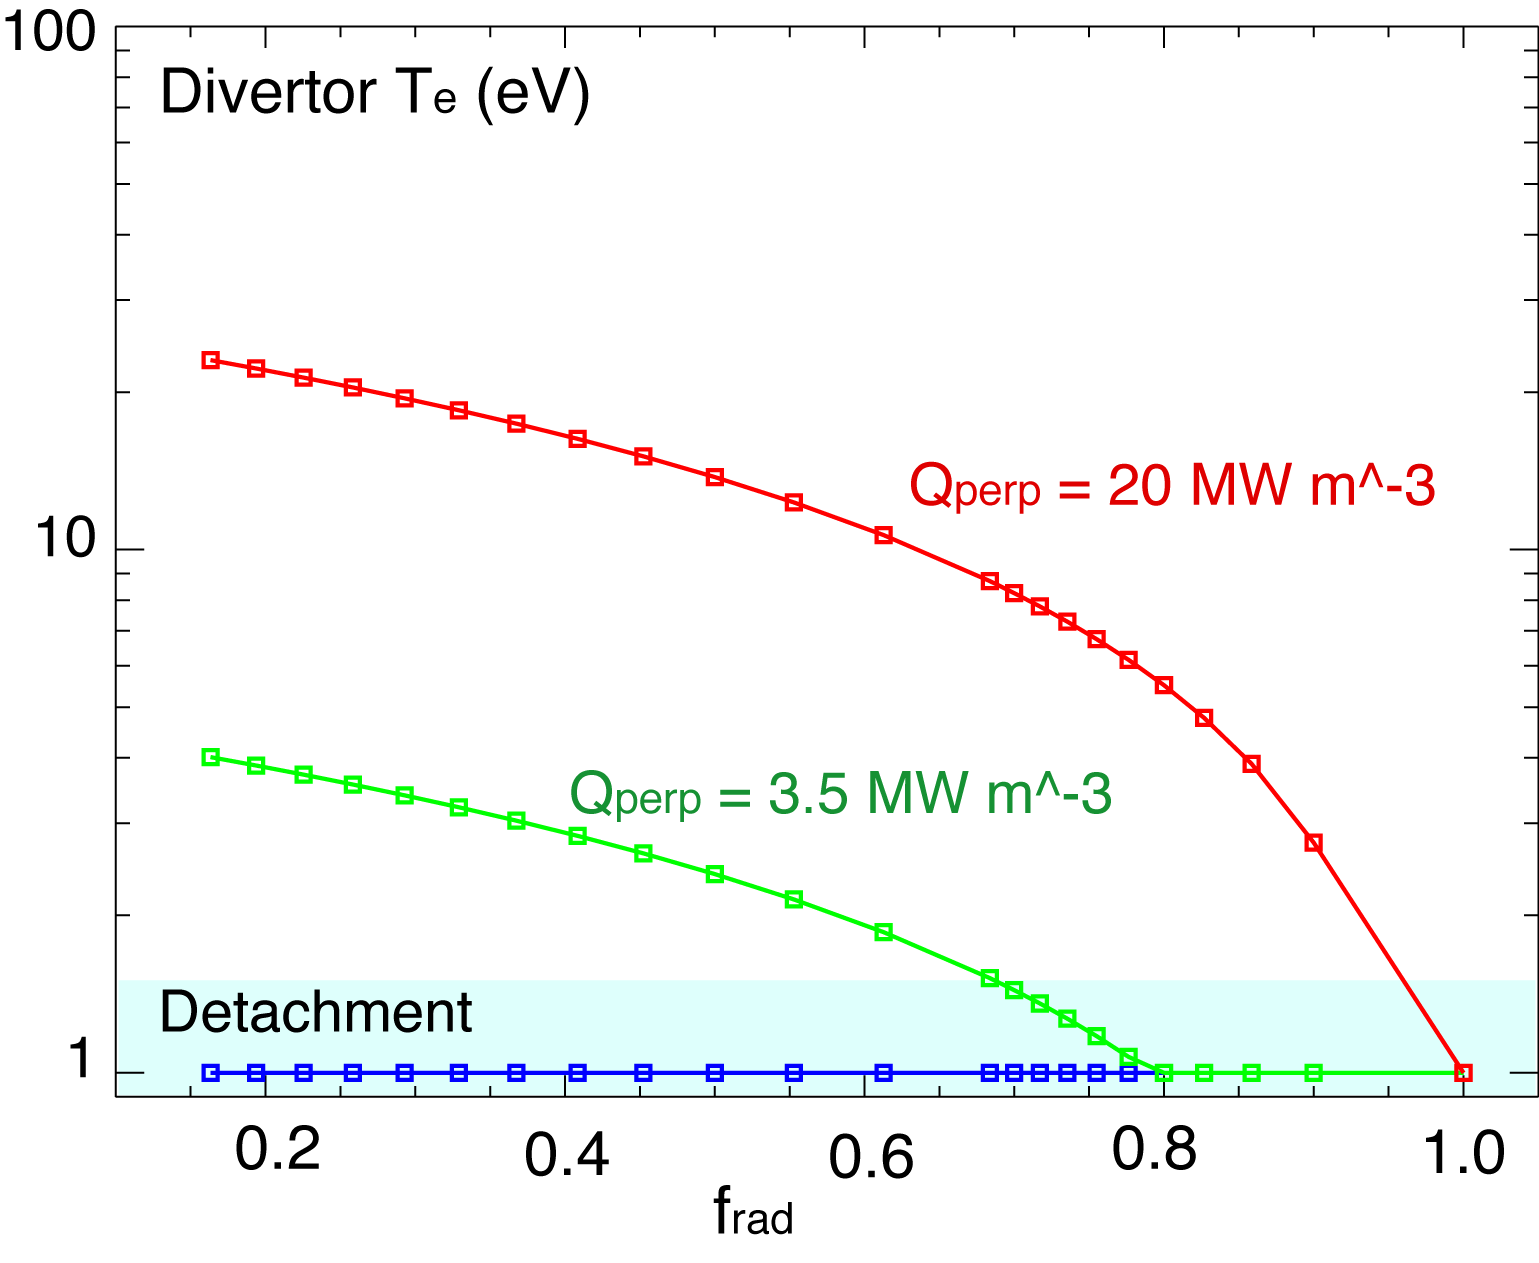 100
Divertor Te (eV)
Qperp = 20 MW m^-3
10
Qperp = 3.5 MW m^-3
Detachment
1
0.2 0.4 0.6 0.8 1.0
frad